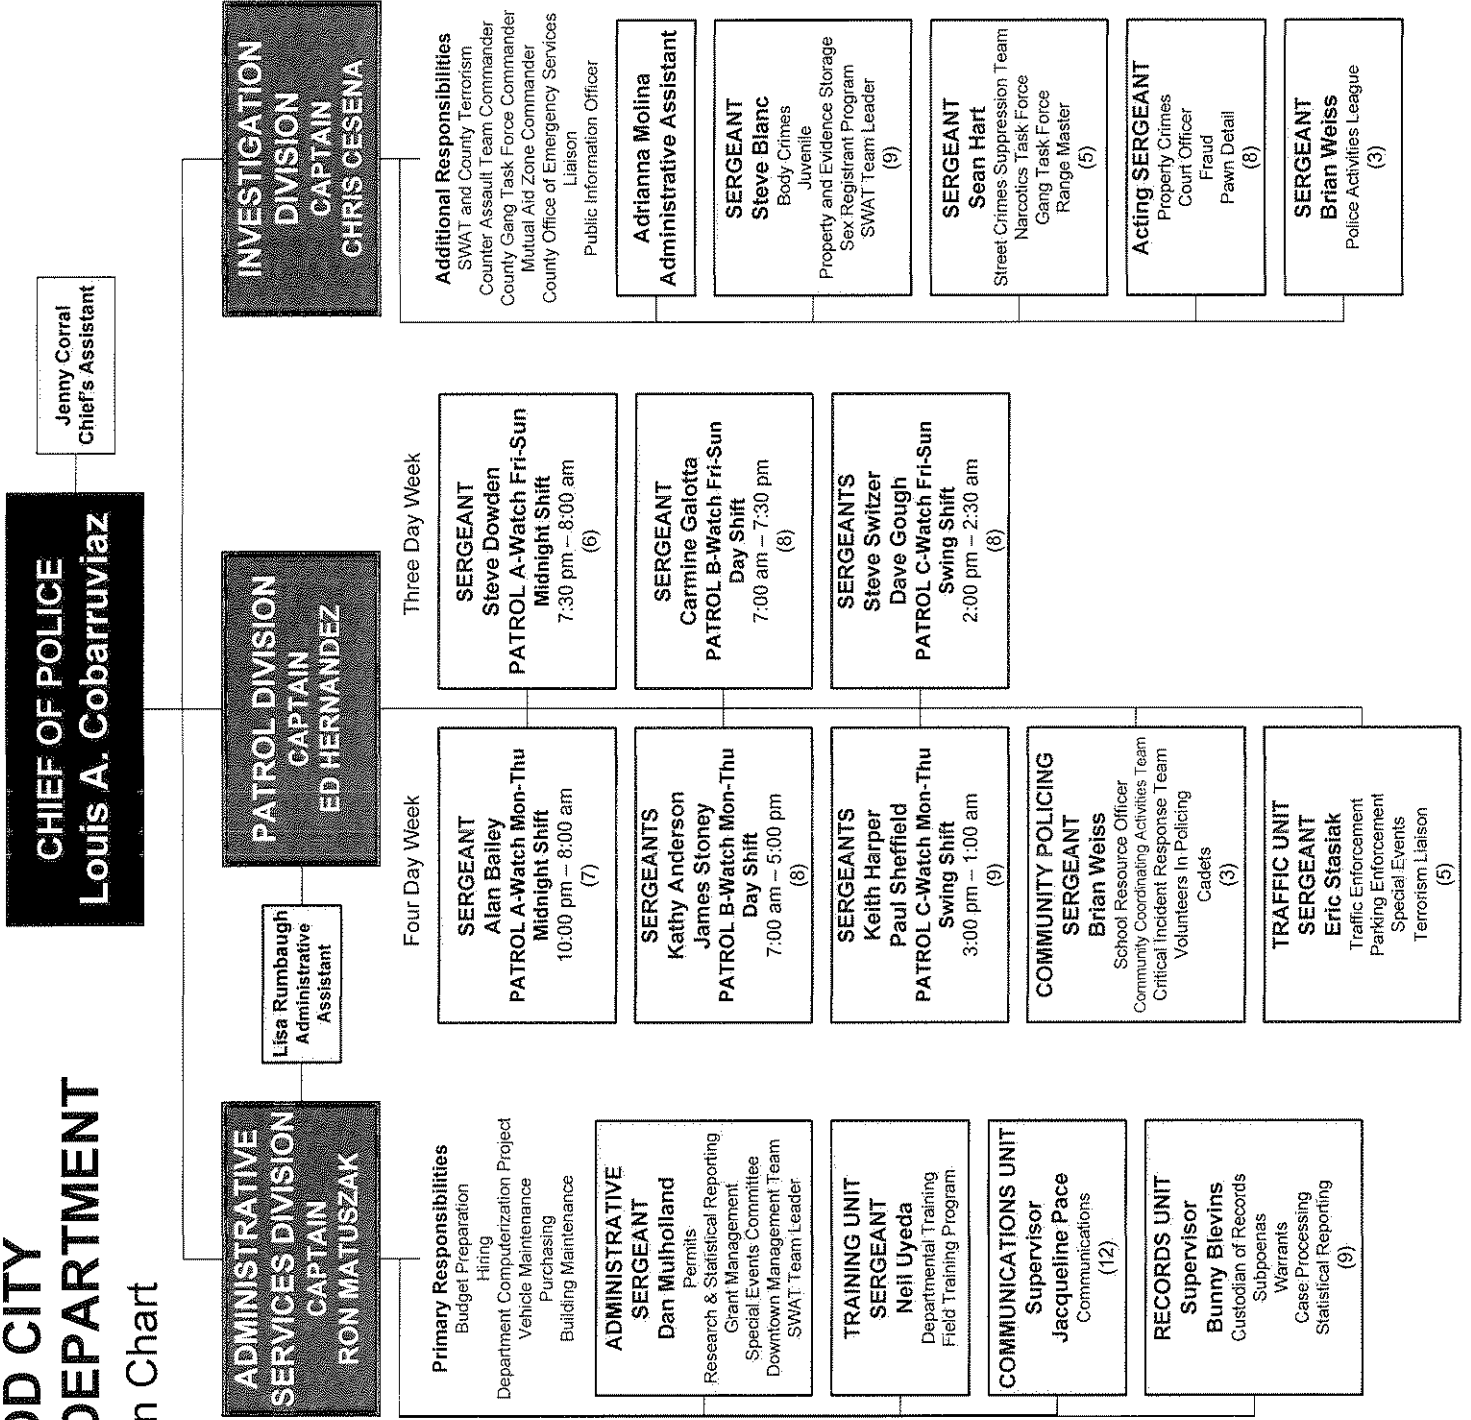 OD CITY
DEPARTMENT
n Chart
CHIEF OF POLICE
Louis A. Cobarruviaz
Jenny Corral
Chief's Assistant
Lisa Rumbaugh
Administrative
Assistant
ADMINISTRATIVE
SERVICES DIVISION
CAPTAIN
RON MATUSZAK
Primary Responsibilities
Budget Preparation
Hiring
Department Computerization Project
Vehicle Maintenance
Purchasing
Building Maintenance
ADMINISTRATIVE
SERGEANT
Dan Mulholland
Permits
Research & Statistical Reporting
Grant Management
Special Events Committee
Downtown Management Team
SWAT Team Leader
TRAINING UNIT
SERGEANT
Neil Uyeda
Departmental Training
Field Training Program
COMMUNICATIONS UNIT
Supervisor
Jacqueline Pace
Communications
(12)
RECORDS UNIT
Supervisor
Bunny Blevins
Custodian of Records
Subpoenas
Warrants
Case Processing
Statistical Reporting
(9)
PATROL DIVISION
CAPTAIN
ED HERNANDEZ
Four Day Week
SERGEANT
Alan Bailey
PATROL A-Watch Mon-Thu
Midnight Shift
10:00 pm – 8:00 am
(7)
SERGEANTS
Kathy Anderson
James Stoney
PATROL B-Watch Mon-Thu
Day Shift
7:00 am – 5:00 pm
(8)
SERGEANTS
Keith Harper
Paul Sheffield
PATROL C-Watch Mon-Thu
Swing Shift
3:00 pm – 1:00 am
(9)
COMMUNITY POLICING
SERGEANT
Brian Weiss
School Resource Officer
Community Coordinating Activities Team
Critical Incident Response Team
Volunteers In Policing
Cadets
(3)
TRAFFIC UNIT
SERGEANT
Eric Stasiak
Traffic Enforcement
Parking Enforcement
Special Events
Terrorism Liaison
(5)
Three Day Week
SERGEANT
Steve Dowden
PATROL A-Watch Fri-Sun
Midnight Shift
7:30 pm – 8:00 am
(6)
SERGEANT
Carmine Galotta
PATROL B-Watch Fri-Sun
Day Shift
7:00 am – 7:30 pm
(8)
SERGEANTS
Steve Switzer
Dave Gough
PATROL C-Watch Fri-Sun
Swing Shift
2:00 pm – 2:30 am
(8)
INVESTIGATION
DIVISION
CAPTAIN
CHRIS CESENA
Additional Responsibilities
SWAT and County Terrorism
Counter Assault Team Commander
County Gang Task Force Commander
Mutual Aid Zone Commander
County Office of Emergency Services
Liaison
Public Information Officer
Adrianna Molina
Administrative Assistant
SERGEANT
Steve Blanc
Body Crimes
Juvenile
Property and Evidence Storage
Sex Registrant Program
SWAT Team Leader
(9)
SERGEANT
Sean Hart
Street Crimes Suppression Team
Narcotics Task Force
Gang Task Force
Range Master
(5)
Acting SERGEANT
Property Crimes
Court Officer
Fraud
Pawn Detail
(8)
SERGEANT
Brian Weiss
Police Activities League
(3)